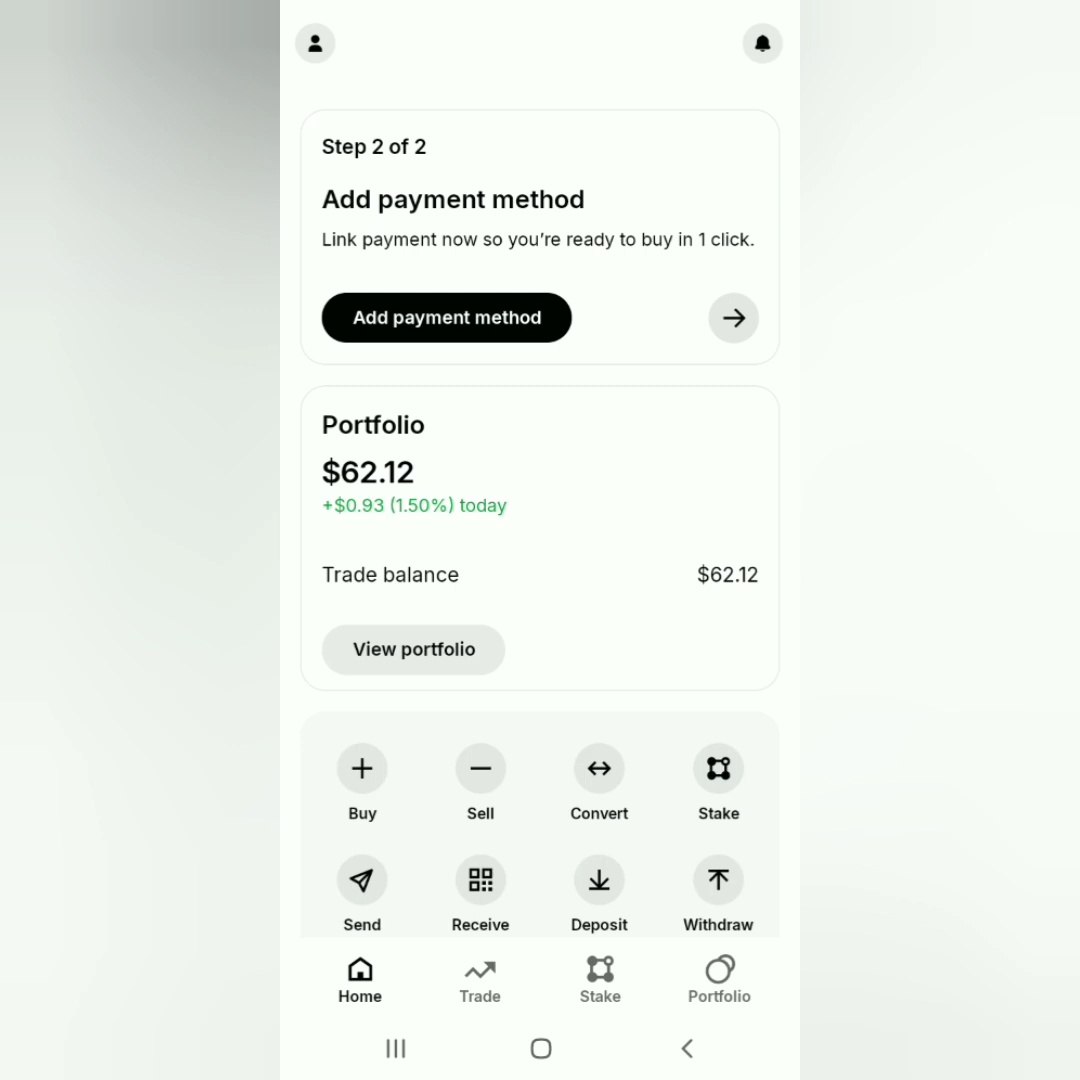 Step 2 of 2
Add payment method
Link payment now so you’re ready to buy in 1 click.
Add payment method
Portfolio
$62.12
+$0.93 (1.50%) today
Trade balance $62.12
View portfolio
Buy Sell Convert Stake
Send Receive Deposit Withdraw
Home Trade Stake Portfolio